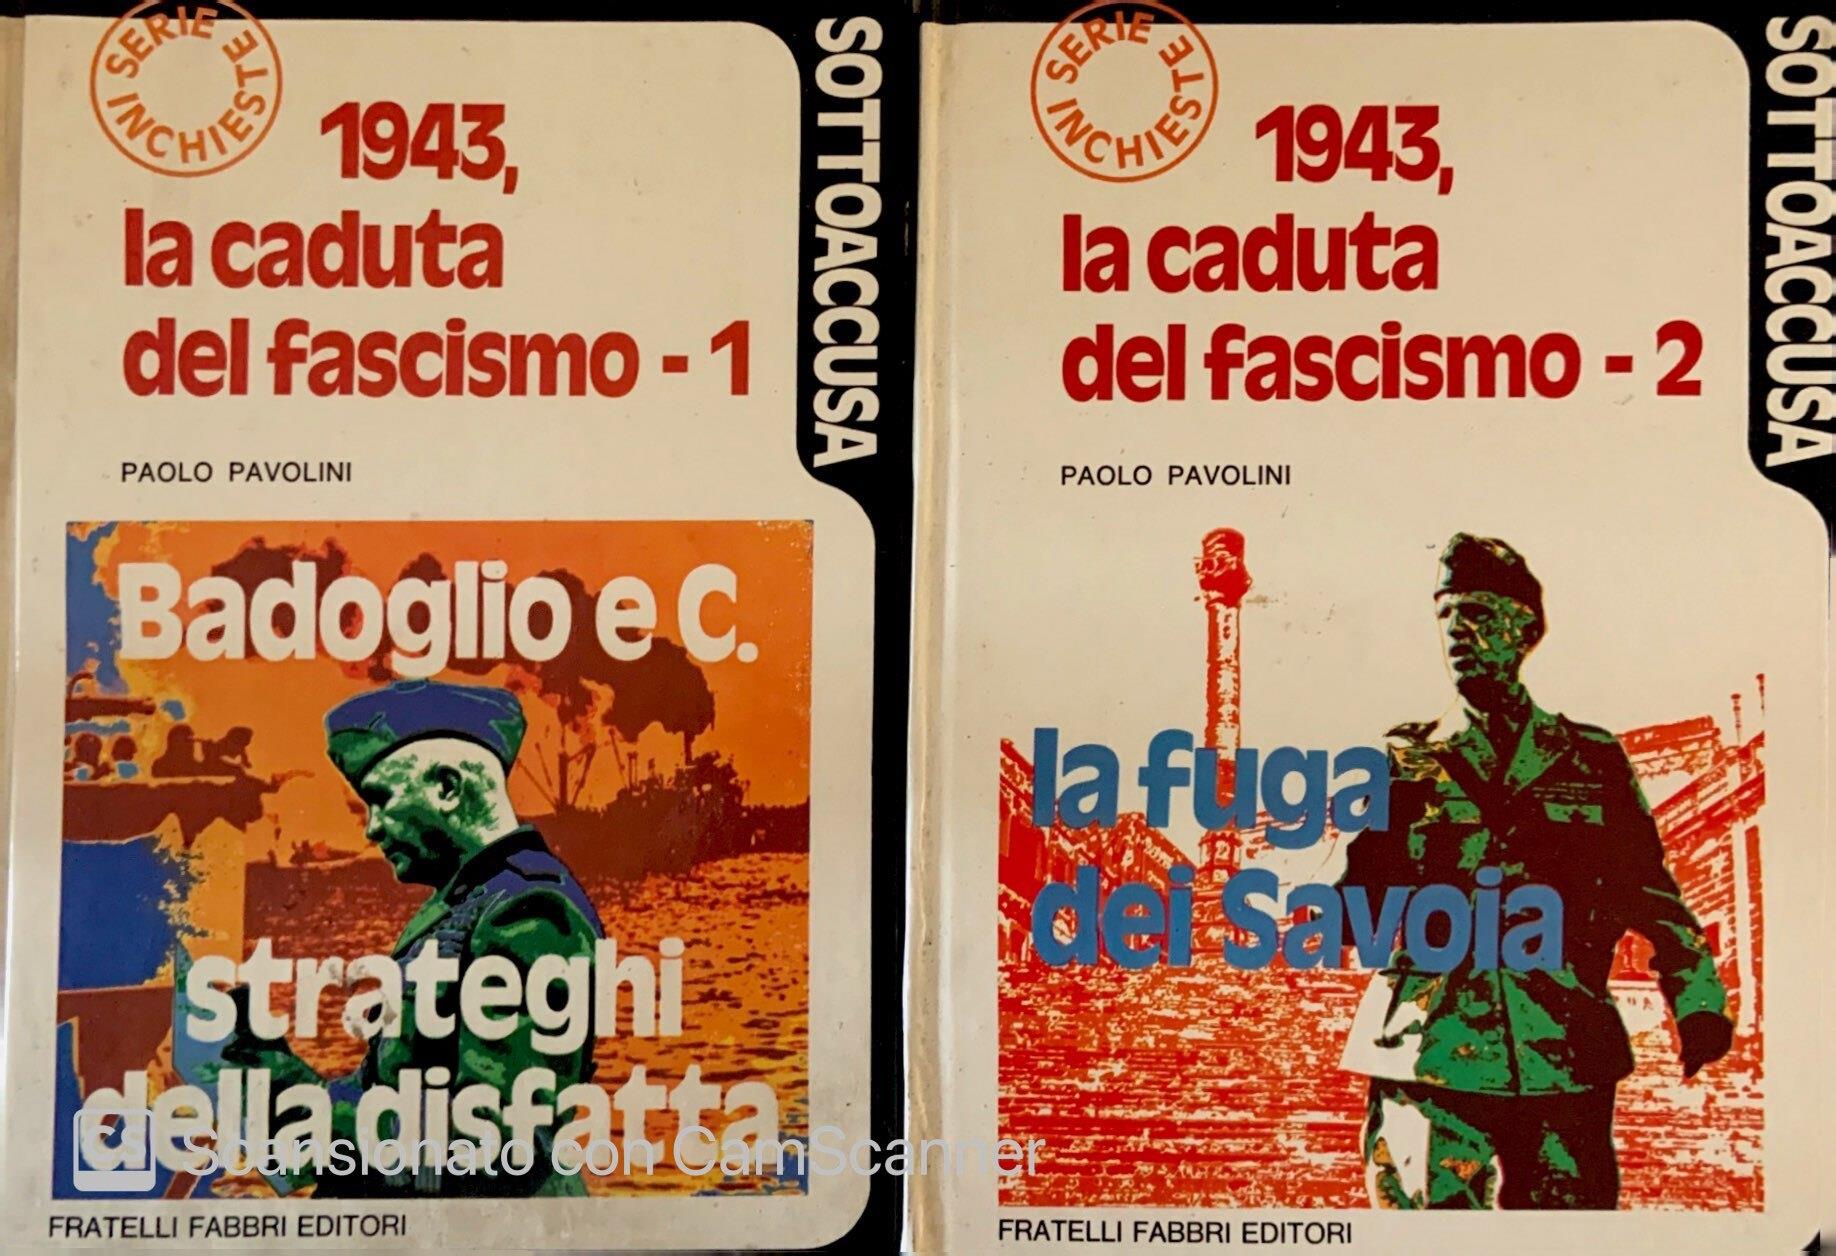 SERIE INCHIESTE
1943,
la caduta
del fascismo - 1
PAOLO PAVOLINI
SOTTOACCUSA
Badoglio e C.
strateghi
della disfatta
FRATELLI FABBRI EDITORI
SERIE INCHIESTE
1943,
la caduta
del fascismo - 2
PAOLO PAVOLINI
SOTTOACCUSA
la fuga
dei Savoia
FRATELLI FABBRI EDITORI
CS Scansionato con CamScanner